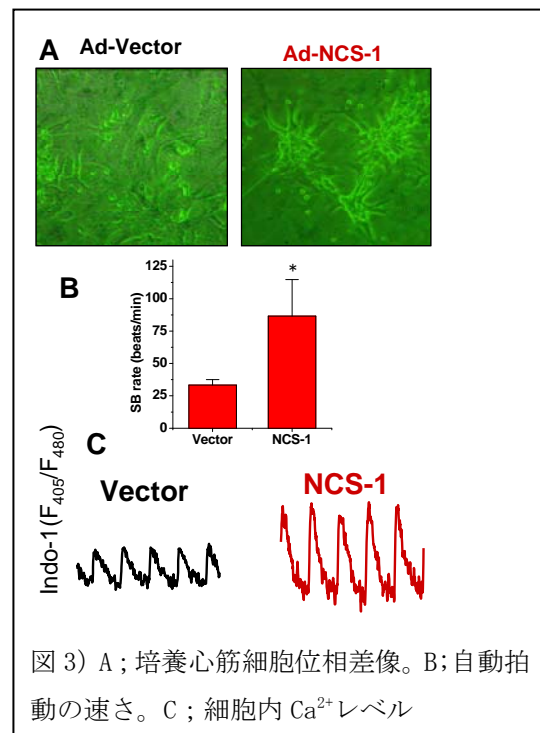 A Ad-Vector Ad-NCS-1
B
125
100
75
50
25
0
SB rate (beats/min)
*
Vector NCS-1
C
Indo-1(F₄₀₅/F₄₈₀)
Vector NCS-1
図 3) A；培養心筋細胞位相差像。B;自動拍
動の速さ。C；細胞内 Ca²⁺レベル